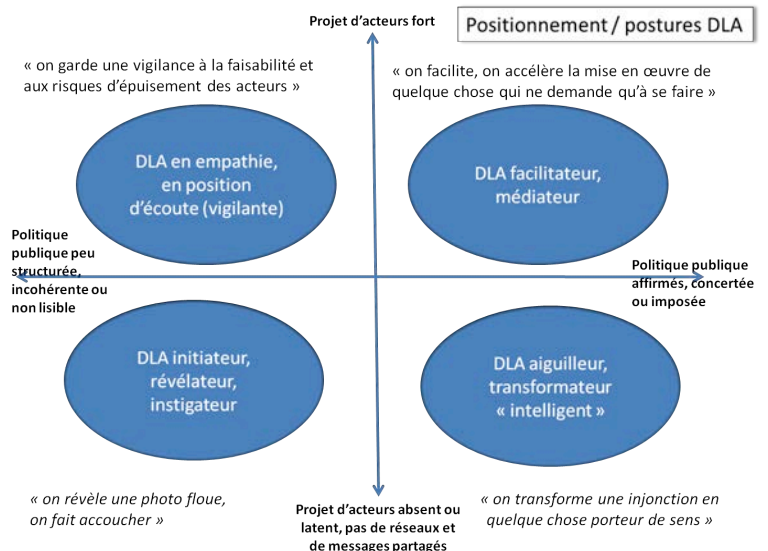 Projet d'acteurs fort
Positionnement / postures DLA
« on garde une vigilance à la faisabilité et
aux risques d'épuisement des acteurs »
« on facilite, on accélère la mise en œuvre de
quelque chose qui ne demande qu'à se faire »
DLA en empathie,
en position
d'écoute (vigilante)
DLA facilitateur,
médiateur
Politique
publique peu
structurée,
incohérente ou
non lisible
Politique publique
affirmés, concertée
ou imposée
DLA initiateur,
révélateur,
instigateur
DLA aiguilleur,
transformateur
« intelligent »
« on révèle une photo floue,
on fait accoucher »
Projet d'acteurs absent ou
latent, pas de réseaux et
de messages partagés
« on transforme une injonction en
quelque chose porteur de sens »